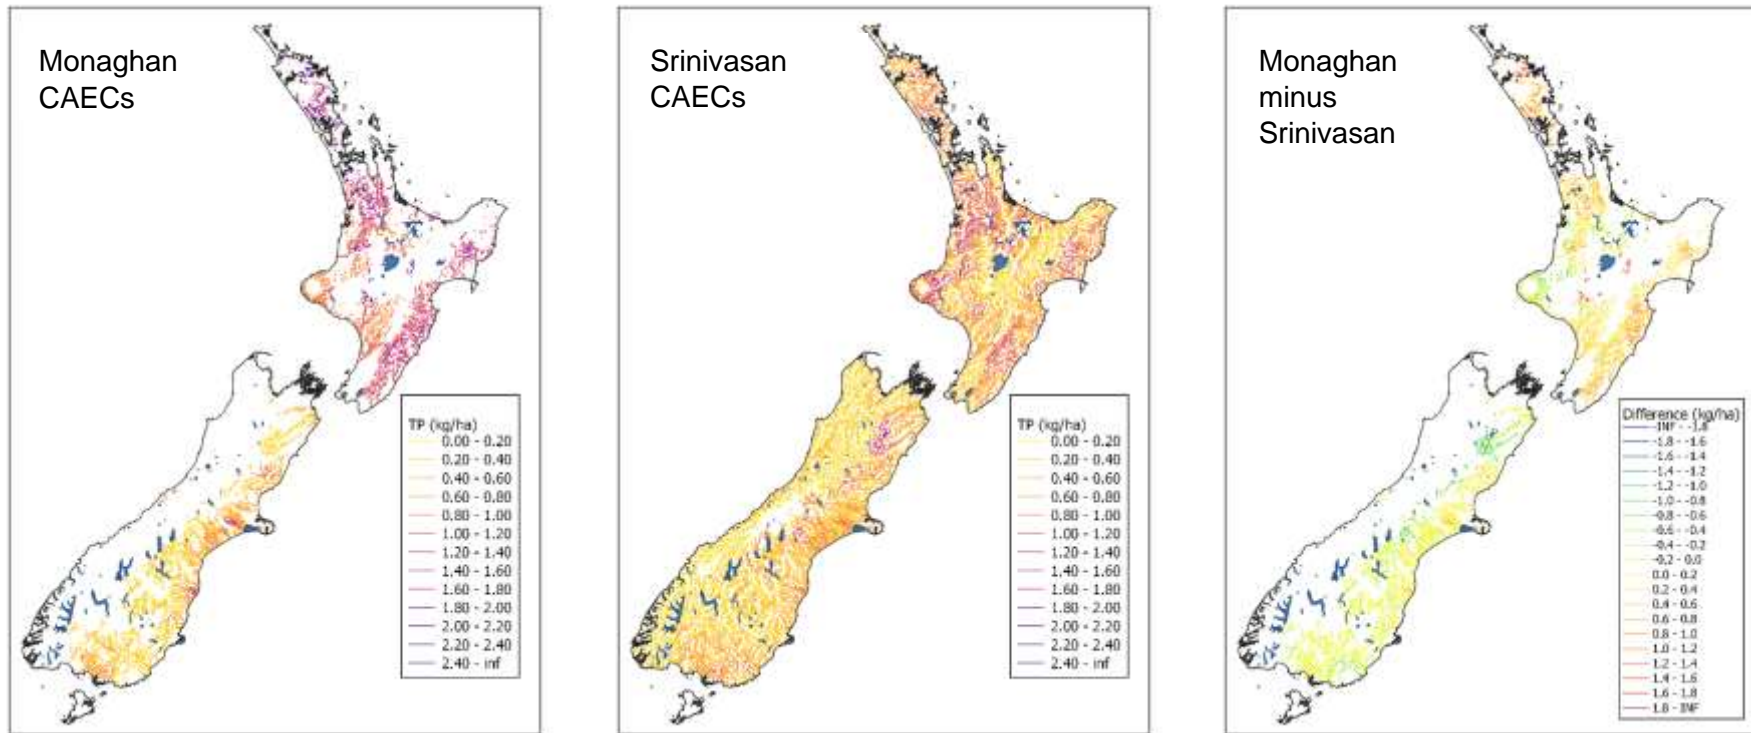 Monaghan
CAECs
TP (kg/ha)
0.00 - 0.20
0.20 - 0.40
0.40 - 0.60
0.60 - 0.80
0.80 - 1.00
1.00 - 1.20
1.20 - 1.40
1.40 - 1.60
1.60 - 1.80
1.80 - 2.00
2.00 - 2.20
2.20 - 2.40
2.40 - inf
Srinivasan
CAECs
TP (kg/ha)
0.00 - 0.20
0.20 - 0.40
0.40 - 0.60
0.60 - 0.80
0.80 - 1.00
1.00 - 1.20
1.20 - 1.40
1.40 - 1.60
1.60 - 1.80
1.80 - 2.00
2.00 - 2.20
2.20 - 2.40
2.40 - inf
Monaghan
minus
Srinivasan
Difference (kg/ha)
-INF - -1.8
-1.8 - -1.6
-1.6 - -1.4
-1.4 - -1.2
-1.2 - -1.0
-1.0 - -0.8
-0.8 - -0.6
-0.6 - -0.4
-0.4 - -0.2
-0.2 - 0.0
0.0 - 0.2
0.2 - 0.4
0.4 - 0.6
0.6 - 0.8
0.8 - 1.0
1.0 - 1.2
1.2 - 1.4
1.4 - 1.6
1.6 - 1.8
1.8 - INF